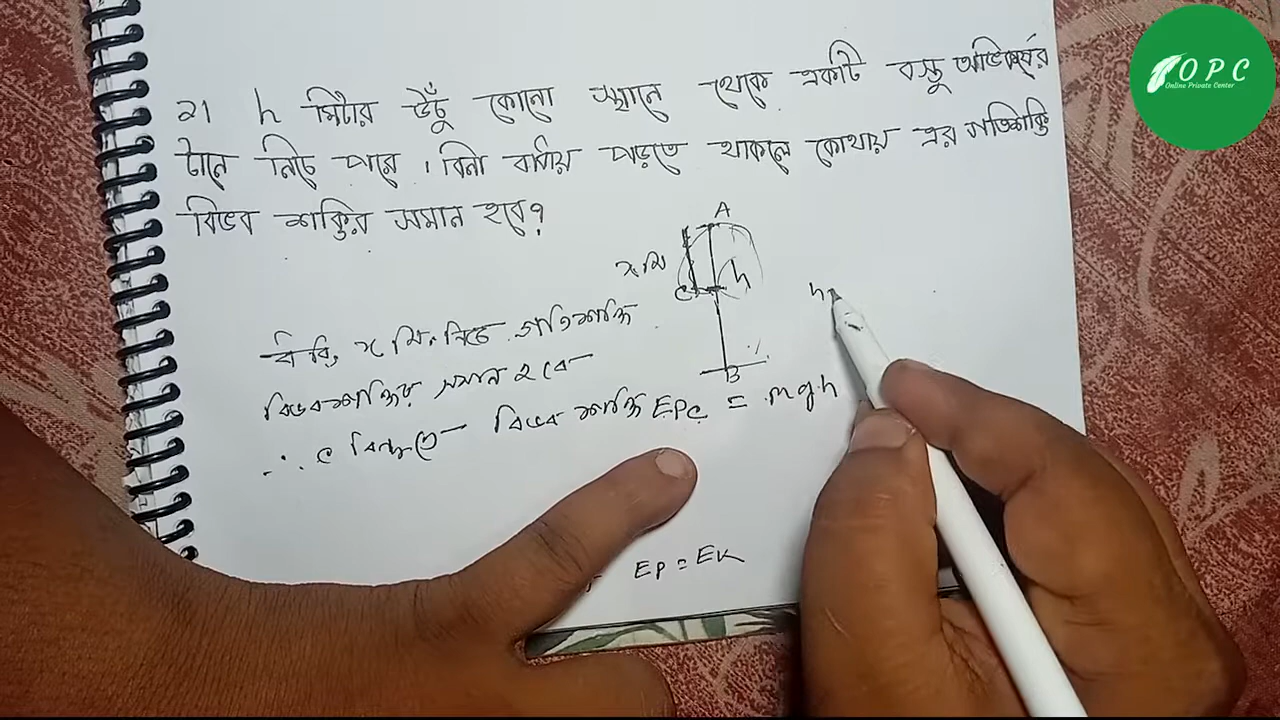 ২। h মিটার উঁচু কোনো স্থান থেকে একটি বস্তু অভিকর্ষের
টানে নিচে পরে। বিনা বাধায় পড়তে থাকলে কোথায় এর গতিশক্তি
বিভব শক্তির সমান হবে?
A
x মি
h
C
B
h
ধরি, x মি. নিচে গতিশক্তি
বিভবশক্তির সমান হবে
∴ C বিন্দুতে বিভব শক্তি EPC = mgh
EP = EK
OPC
Online Private Center